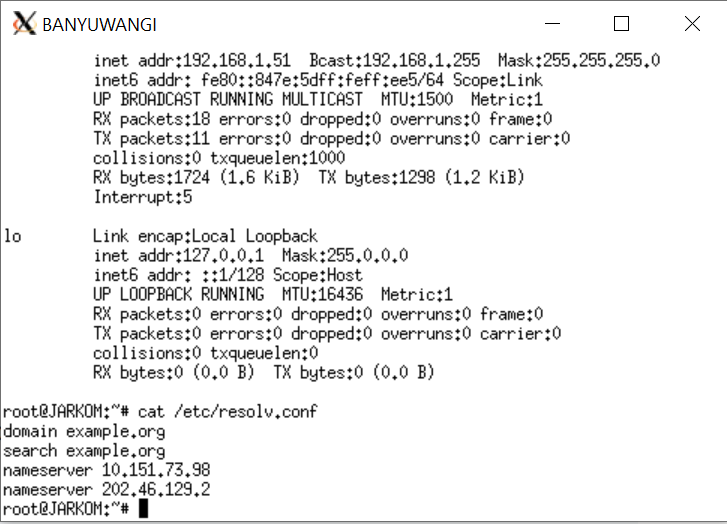 BANYUWANGI
inet addr:192.168.1.51  Bcast:192.168.1.255  Mask:255.255.255.0
inet6 addr: fe80::847e:5dff:feff:ee5/64 Scope:Link
UP BROADCAST RUNNING MULTICAST  MTU:1500  Metric:1
RX packets:18 errors:0 dropped:0 overruns:0 frame:0
TX packets:11 errors:0 dropped:0 overruns:0 carrier:0
collisions:0 txqueuelen:1000
RX bytes:1724 (1.6 KiB)  TX bytes:1298 (1.2 KiB)
Interrupt:5
lo        Link encap:Local Loopback
inet addr:127.0.0.1  Mask:255.0.0.0
inet6 addr: ::1/128 Scope:Host
UP LOOPBACK RUNNING  MTU:16436  Metric:1
RX packets:0 errors:0 dropped:0 overruns:0 frame:0
TX packets:0 errors:0 dropped:0 overruns:0 carrier:0
collisions:0 txqueuelen:0
RX bytes:0 (0.0 B)  TX bytes:0 (0.0 B)
root@JARKOM:~# cat /etc/resolv.conf
domain example.org
search example.org
nameserver 10.151.73.98
nameserver 202.46.129.2
root@JARKOM:~#